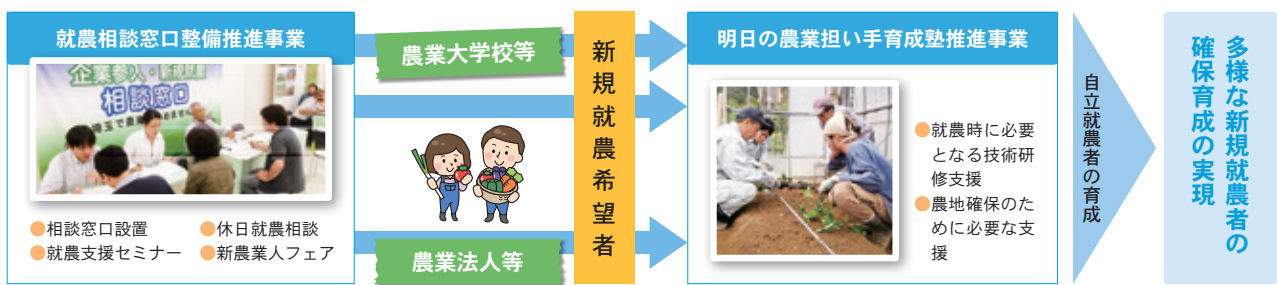 就農相談窓口整備推進事業
企業参入・新規就農
相談窓口
●相談窓口設置
●休日就農相談
●就農支援セミナー
●新農業人フェア
農業大学校等
農業法人等
新規就農希望者
明日の農業担い手育成塾推進事業
●就農時に必要
となる技術研
修支援
●農地確保のた
めに必要な支
援
自立就農者の育成
多様な新規就農者の
確保育成の実現